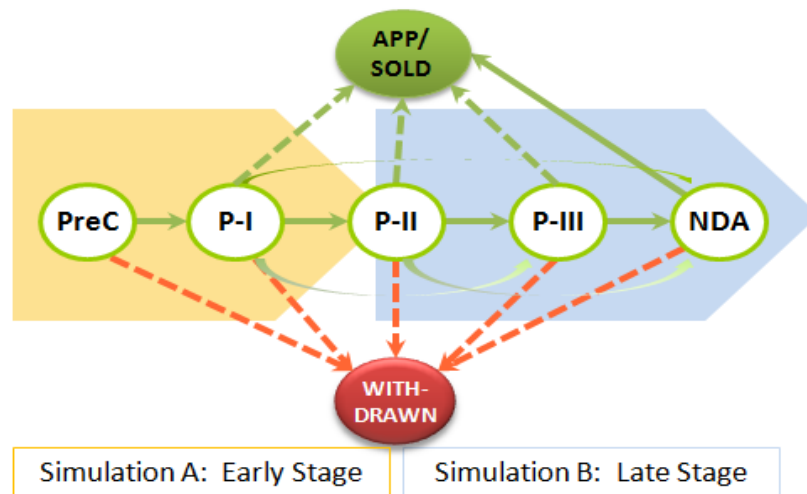 APP/
SOLD
PreC
P-I
P-II
P-III
NDA
WITH-
DRAWN
Simulation A:  Early Stage
Simulation B:  Late Stage